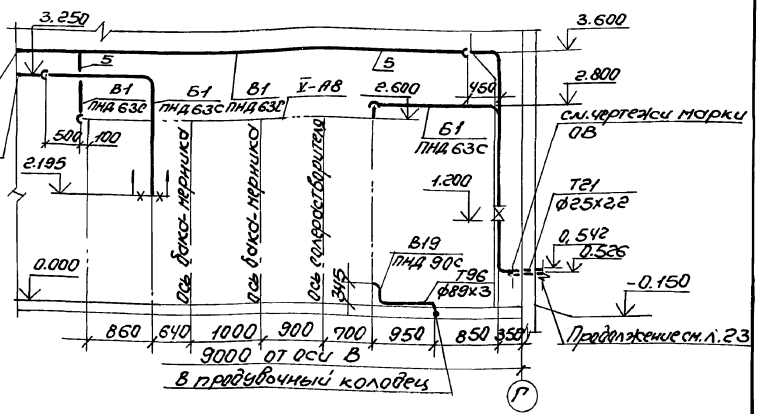 3.250
3.600
5
5
В1
ПНД 63С
Б1
ПНД 63С
В1
ПНД 63С
V-А8
2.600
450
2.800
Б1
ПНД 63С
см. чертежи марки
ОВ
500
100
2.195
1.200
Т21
ф25х2,2
0,542
0.526
ось бака-мерника
ось бака-мерника
ось солерастворителя
В19
ПНД 90С
Т96
ф89х3
345
0.000
-0.150
860
640
1000
900
700
950
850
350
Продолжение см. л. 23
9000 от оси В
В продувочный колодец
Г